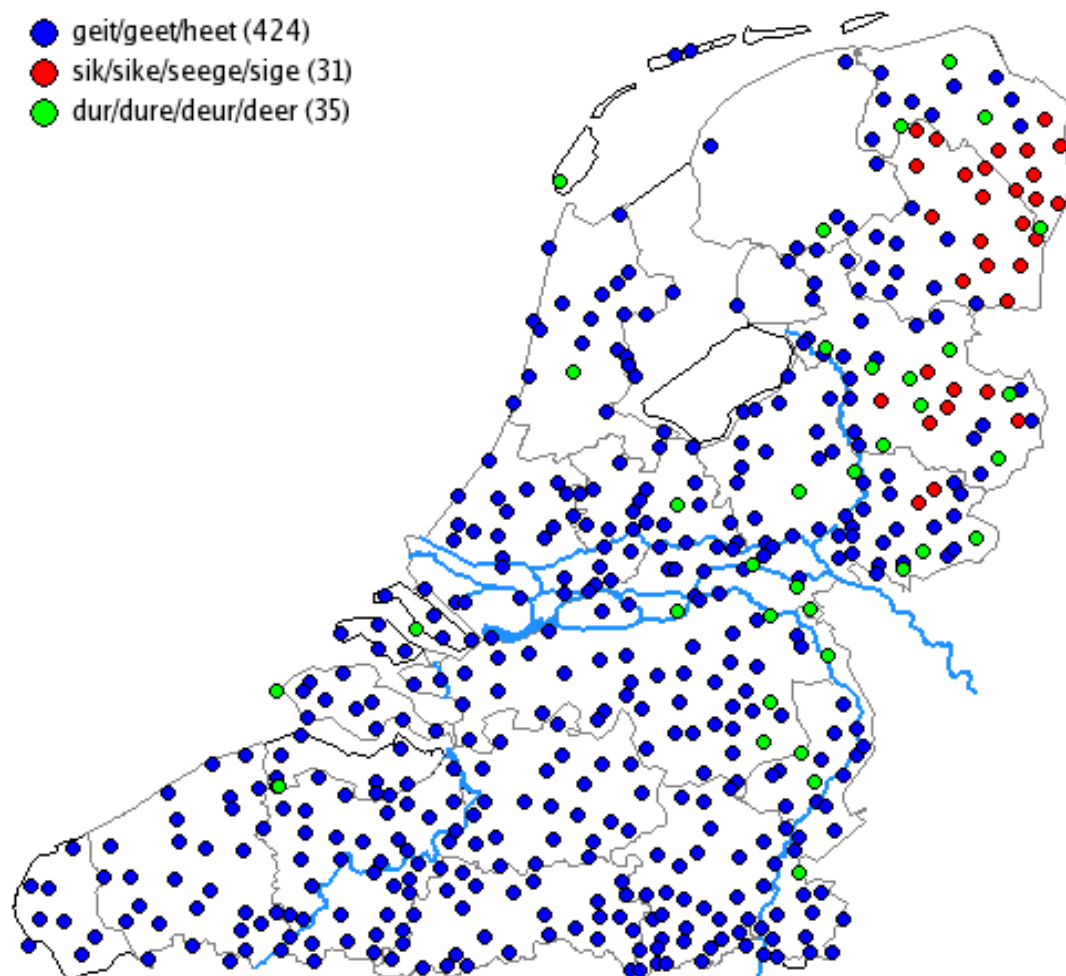 geit/geet/heet (424)
sik/sike/seege/sige (31)
dur/dure/deur/deer (35)